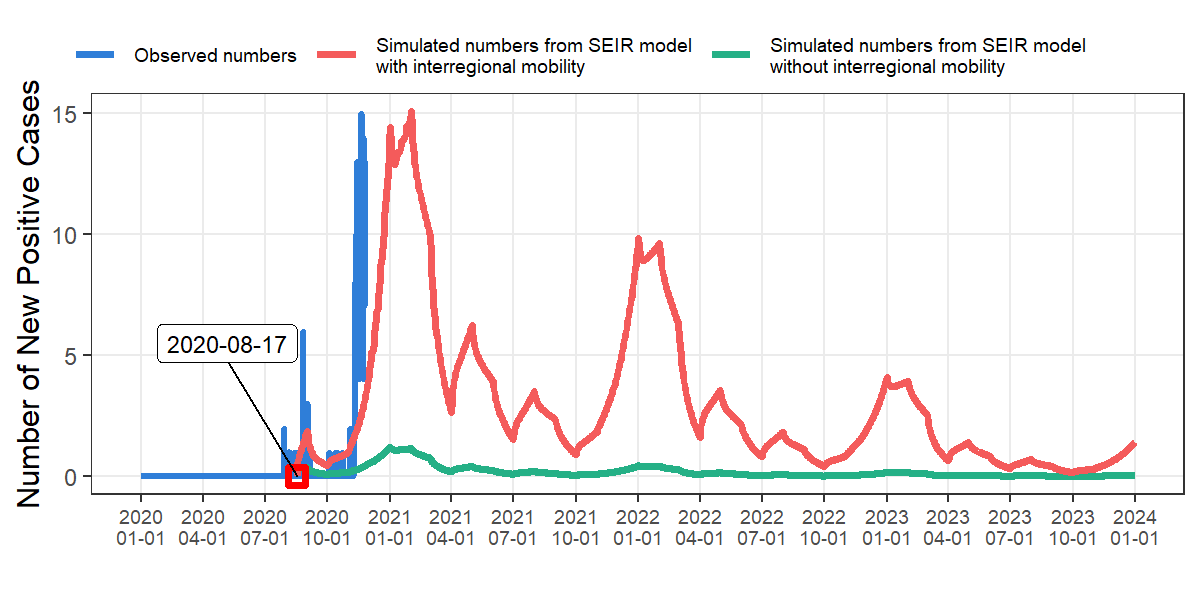 Observed numbers
Simulated numbers from SEIR model
with interregional mobility
Simulated numbers from SEIR model
without interregional mobility
Number of New Positive Cases
15
10
5
0
2020-08-17
2020 2020 2020 2020 2021 2021 2021 2021 2022 2022 2022 2022 2023 2023 2023 2023 2024
01-01 04-01 07-01 10-01 01-01 04-01 07-01 10-01 01-01 04-01 07-01 10-01 01-01 04-01 07-01 10-01 01-01